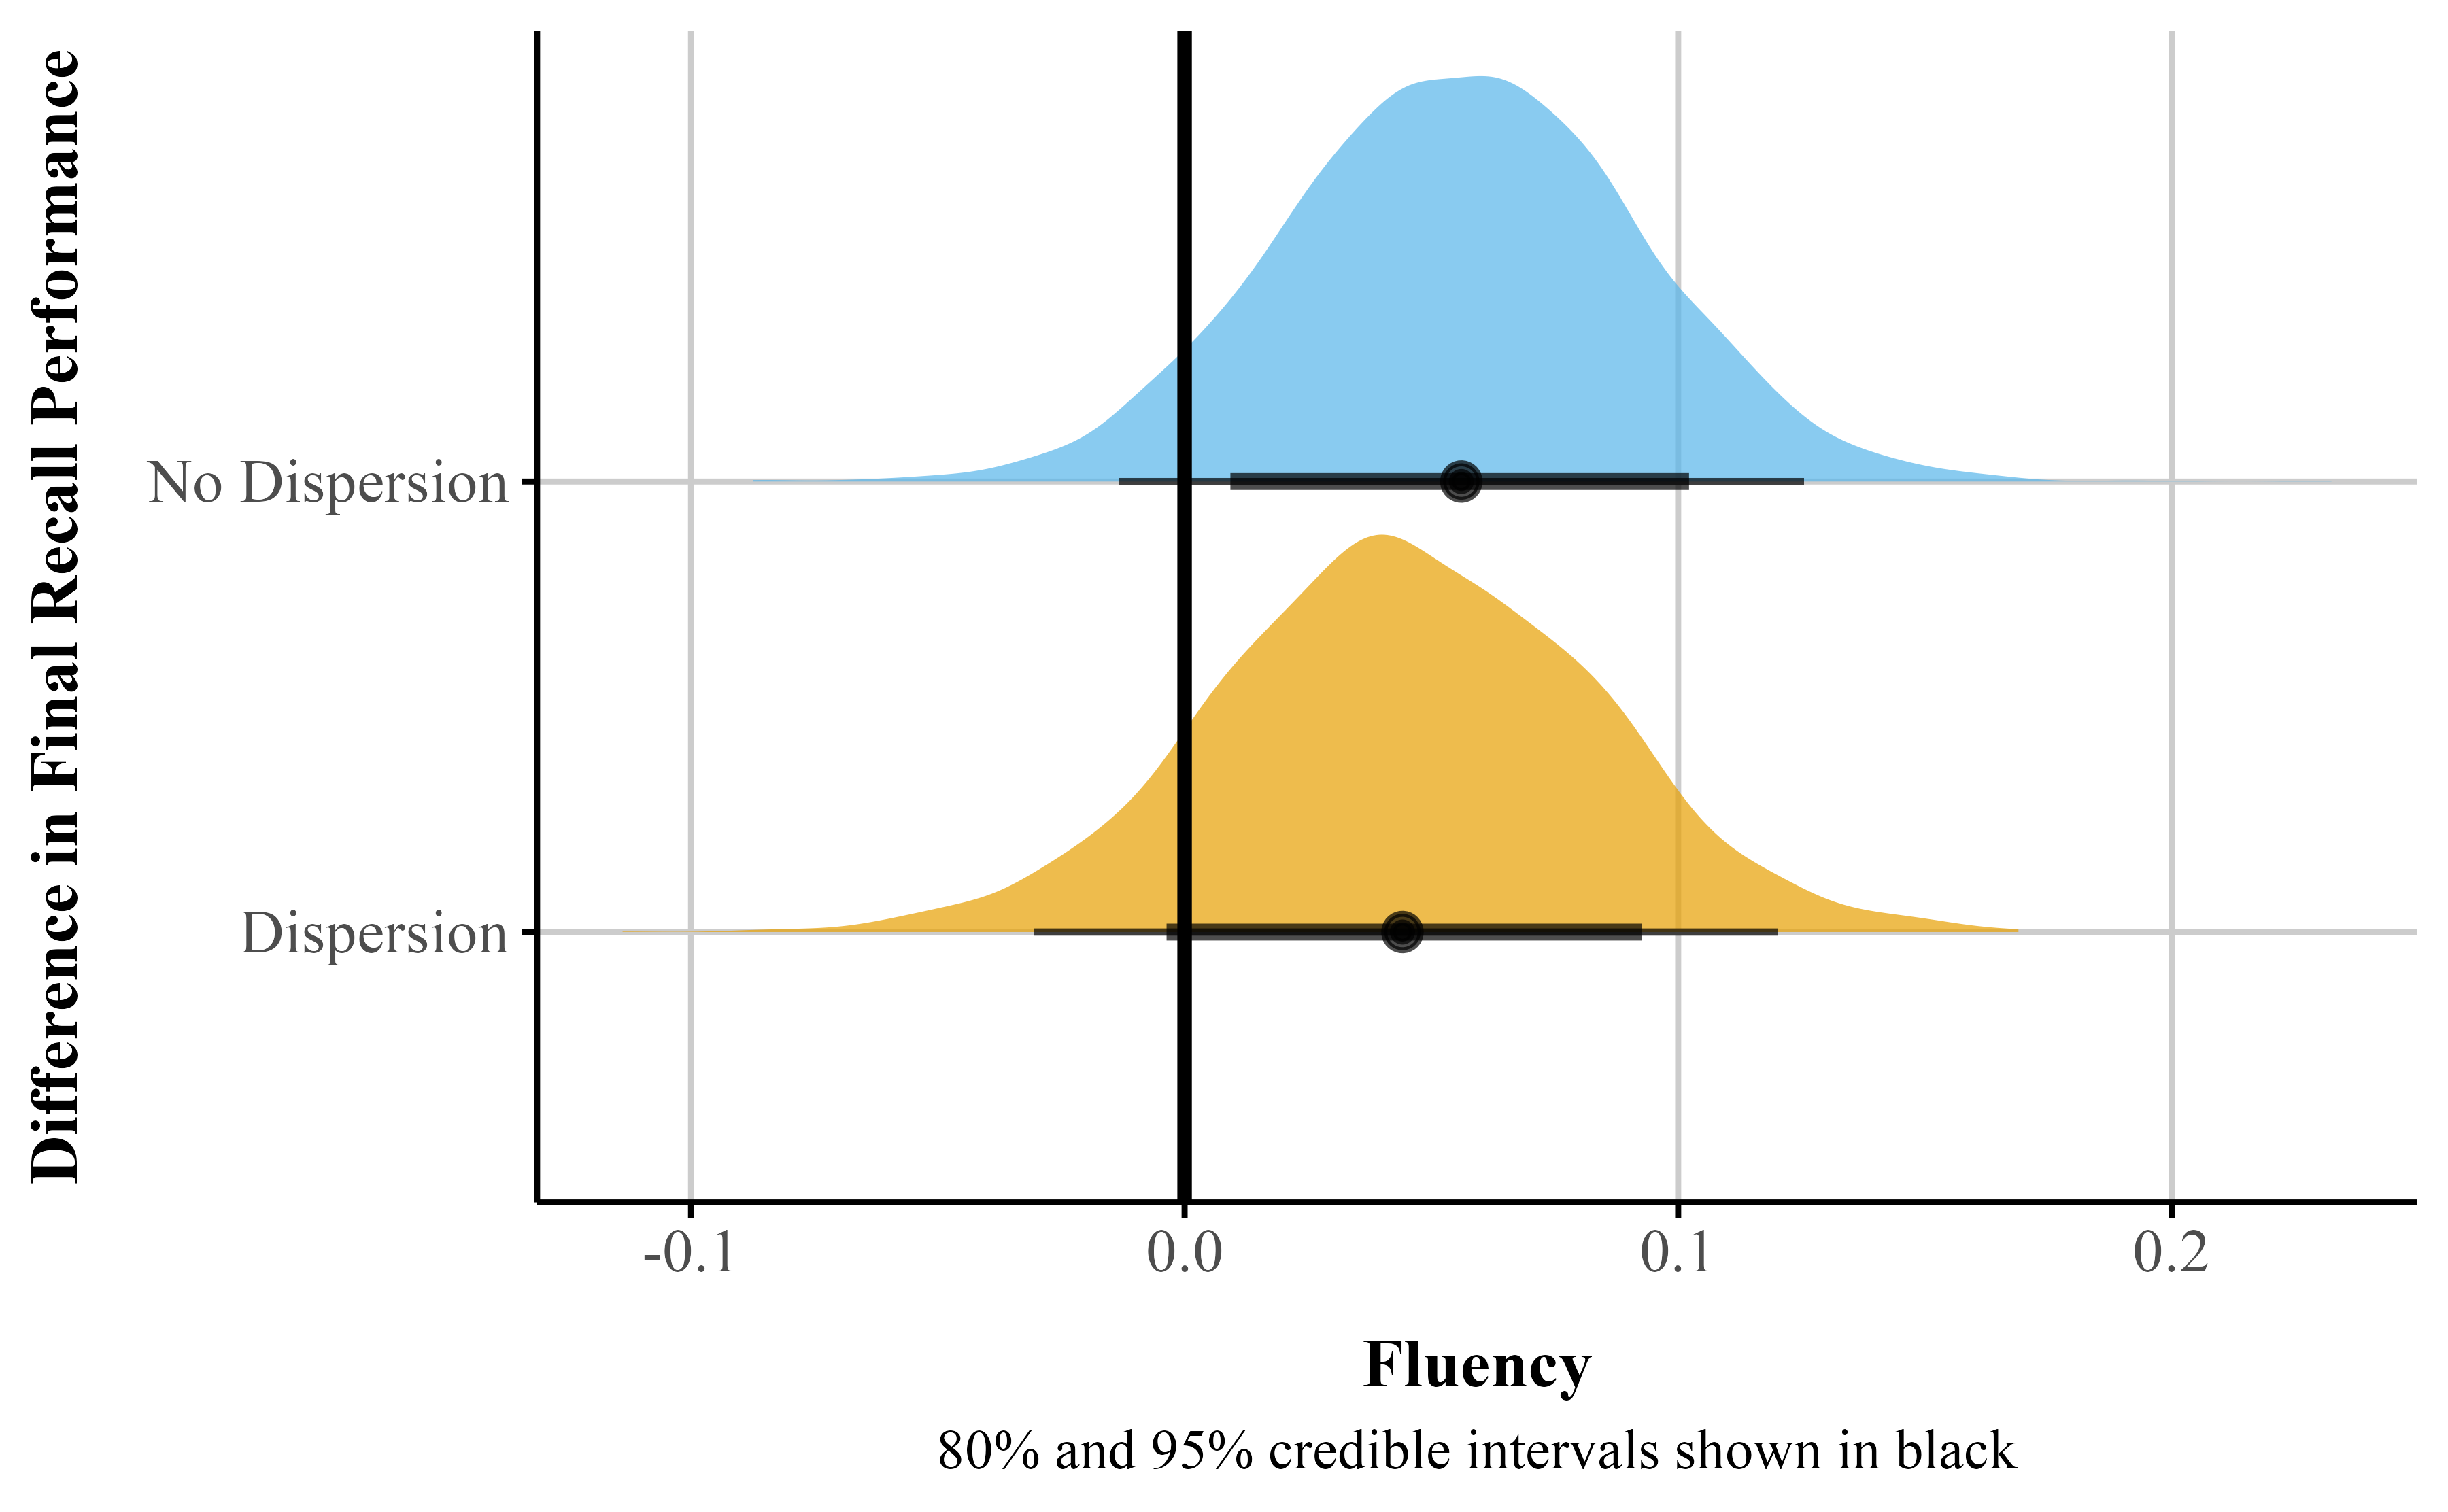 Difference in Final Recall Performance
No Dispersion
Dispersion
-0.1
0.0
0.1
0.2
Fluency
80% and 95% credible intervals shown in black